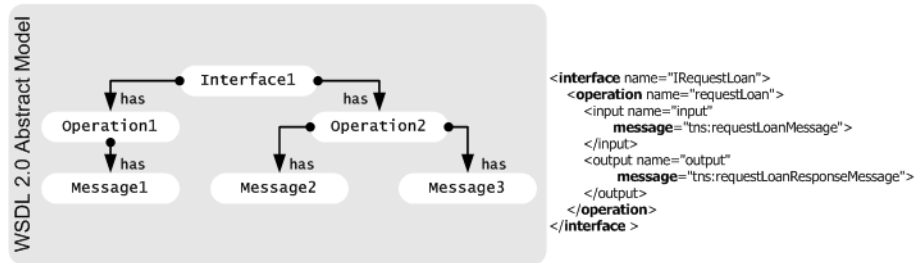 WSDL 2.0 Abstract Model
Interface1
has
has
Operation1
Operation2
has
has
has
Message1
Message2
Message3
<interface name="IRequestLoan">
<operation name="requestLoan">
<input name="input"
message="tns:requestLoanMessage">
</input>
<output name="output"
message="tns:requestLoanResponseMessage">
</output>
</operation>
</interface >